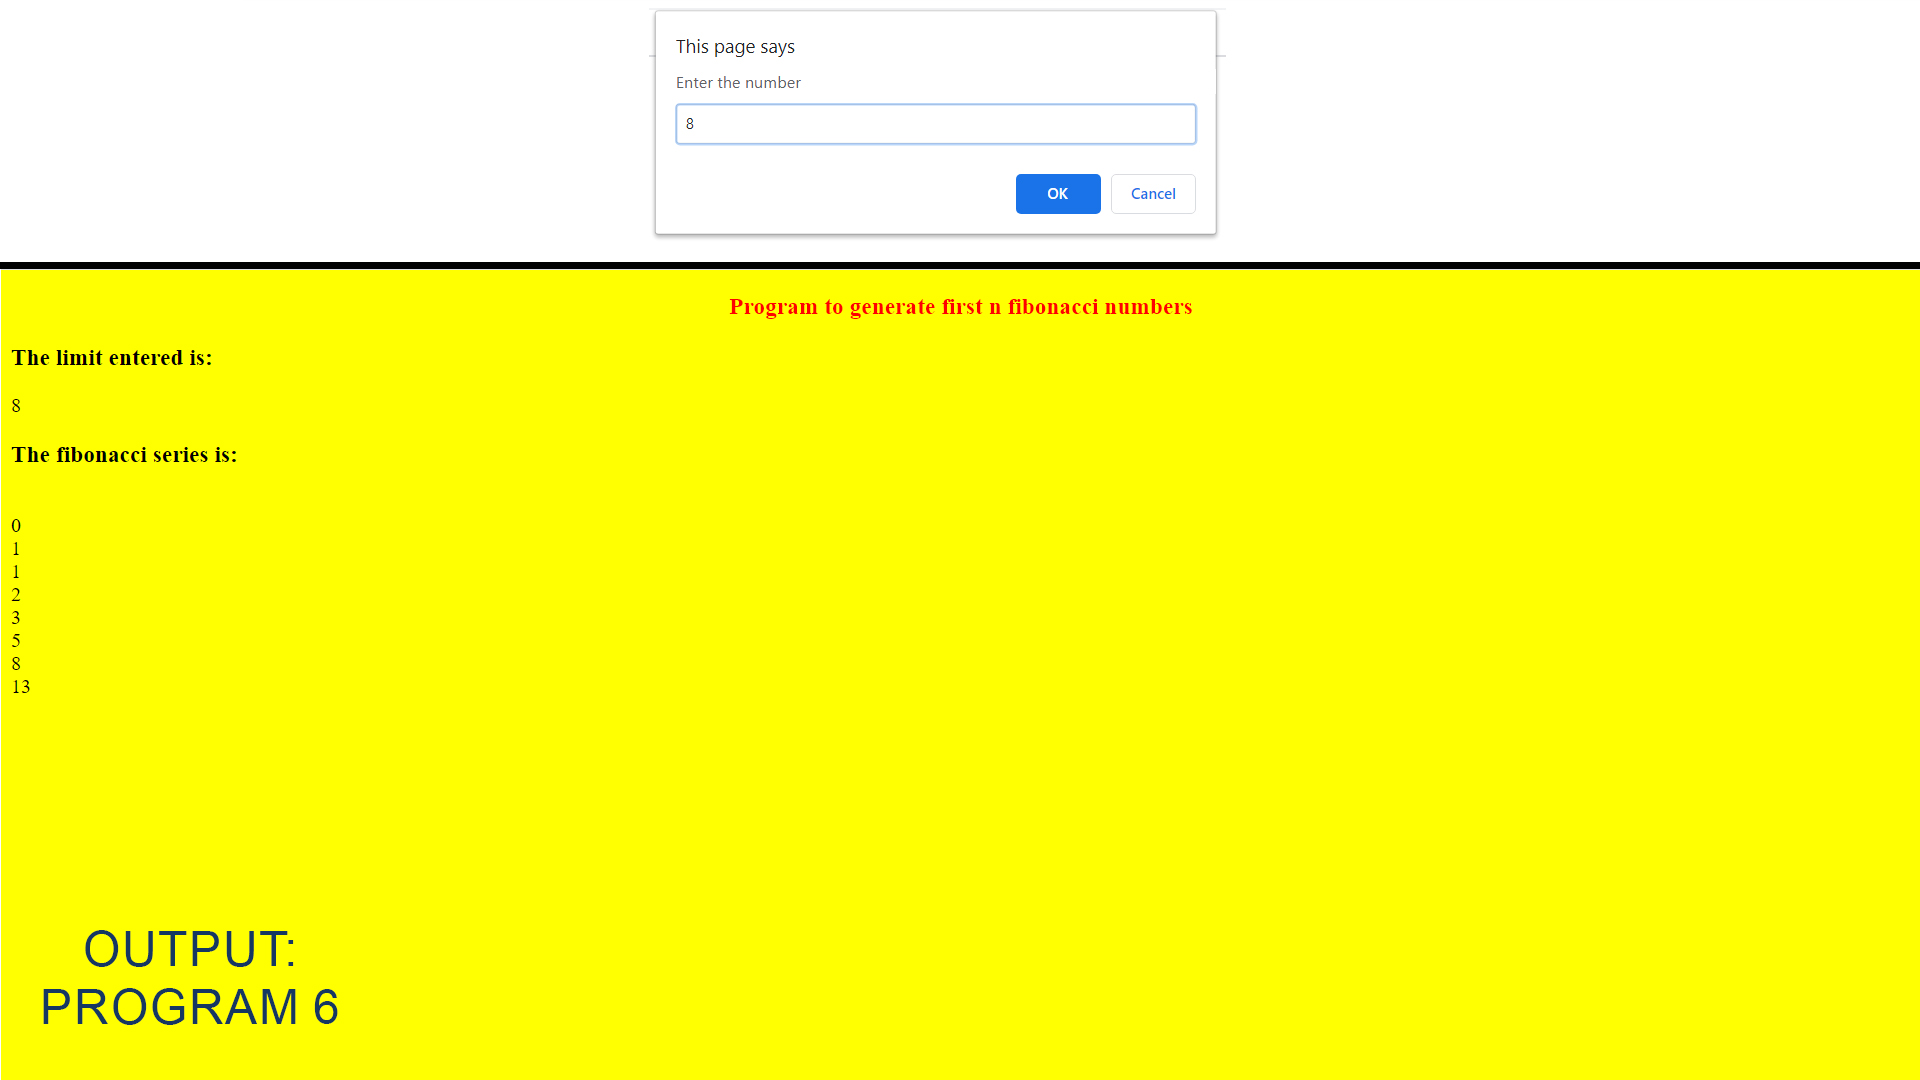 This page says
Enter the number
8
OK Cancel
Program to generate first n fibonacci numbers
The limit entered is:
8
The fibonacci series is:
0
1
1
2
3
5
8
13
OUTPUT:
PROGRAM 6